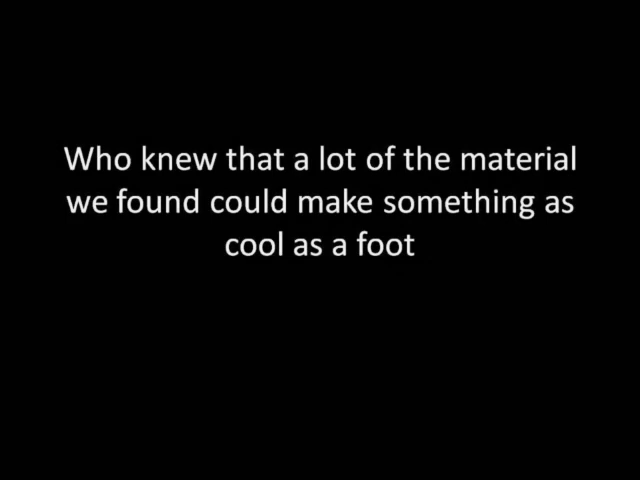 Who knew that a lot of the material
we found could make something as
cool as a foot